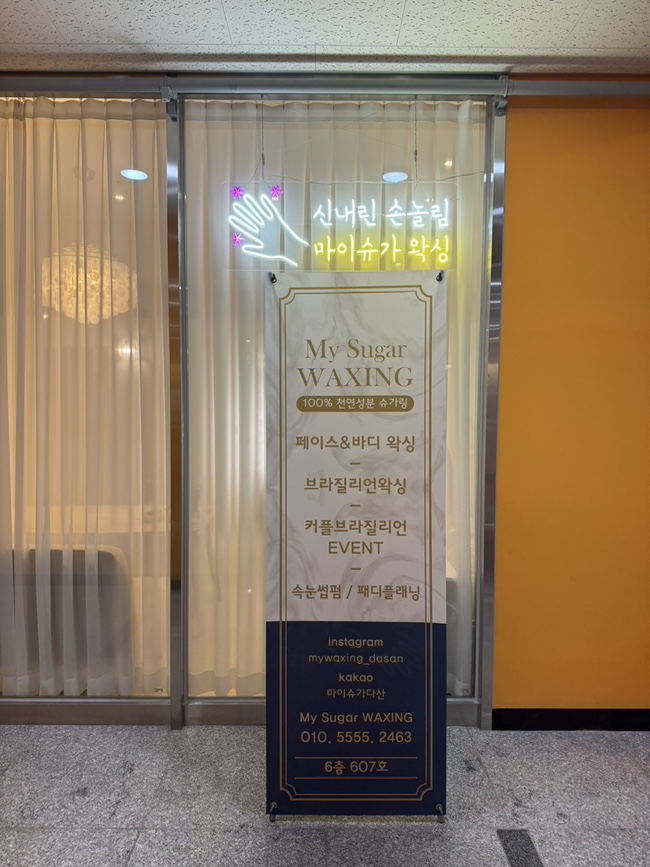 신내린 손놀림
마이슈가 왁싱
My Sugar
WAXING
100% 천연성분 슈가링
페이스&바디 왁싱
브라질리언왁싱
커플브라질리언
EVENT
속눈썹펌 / 패디플래닝
instagram
mywaxing_dasan
kakao
마이슈가다산
My Sugar WAXING
010. 5555. 2463
6층 607호